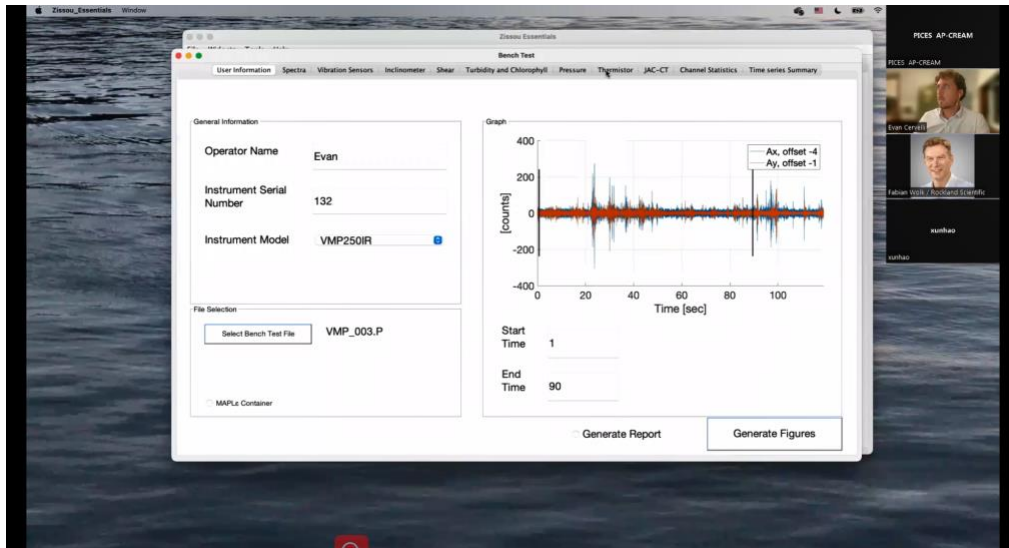 Zissou_Essentials Window
Zissou Essentials
Bench Test
User Information Spectra Vibration Sensors Inclinometer Shear Turbidity and Chlorophyll Pressure Thermistor JAC-CT Channel Statistics Time series Summary
General Information
Operator Name Evan
Instrument Serial
Number 132
Instrument Model VMP250IR
File Selection
Select Bench Test File VMP_003.P
MAPLε Container
Graph
400
200
0
-200
-400
[counts]
Ax, offset -4
Ay, offset -1
0 20 40 60 80 100
Time [sec]
Start
Time 1
End
Time 90
Generate Report Generate Figures
PICES AP-CREAM
PICES AP-CREAM
Evan Cervelli
Fabian Wolk / Rockland Scientific
xunhao
xunhao